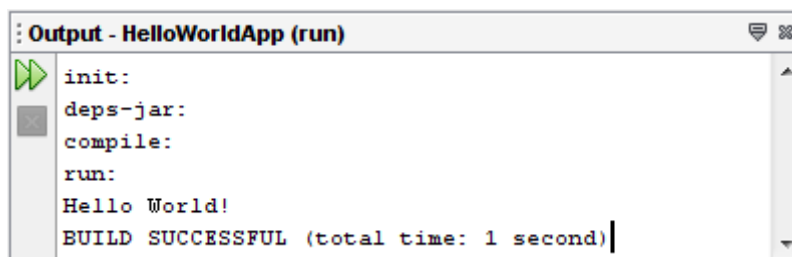 Output - HelloWorldApp (run)
init:
deps-jar:
compile:
run:
Hello World!
BUILD SUCCESSFUL (total time: 1 second)